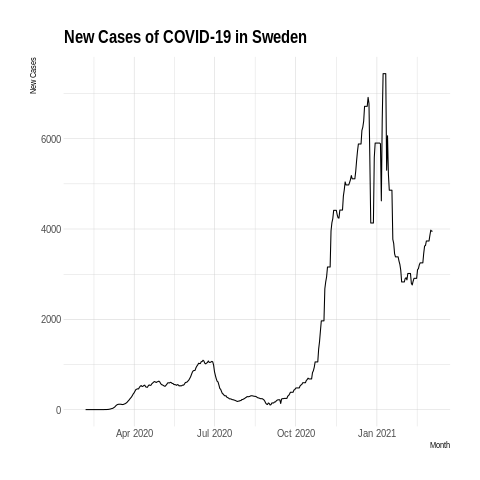 New Cases of COVID-19 in Sweden
New Cases
6000
4000
2000
0
Apr 2020 Jul 2020 Oct 2020 Jan 2021
Month